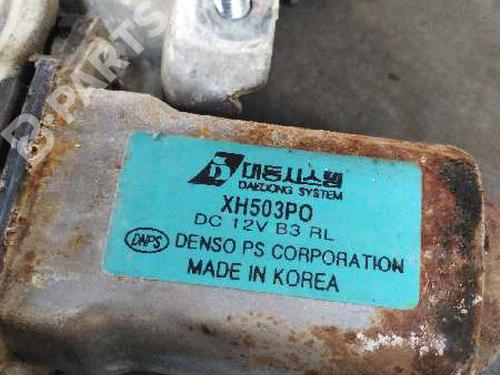 B-PARTS
D 대동시스템
DAEDONG SYSTEM
XH503PO
DC 12V B3 RL
DNPS DENSO PS CORPORATION
MADE IN KOREA